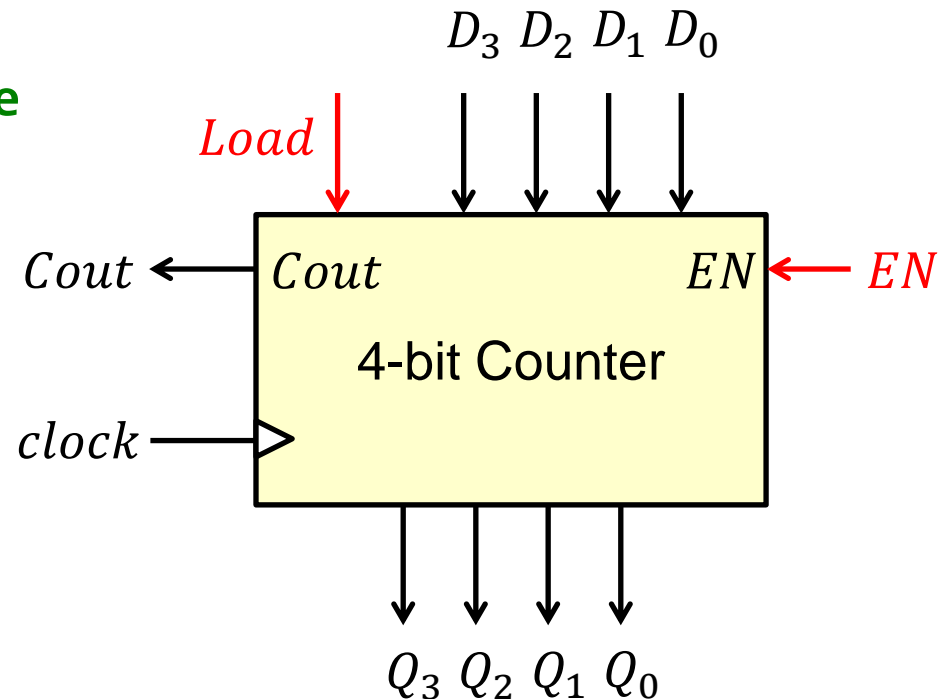 D₃ D₂ D₁ D₀
Load
Cout Cout EN EN
4-bit Counter
clock
Q₃ Q₂ Q₁ Q₀